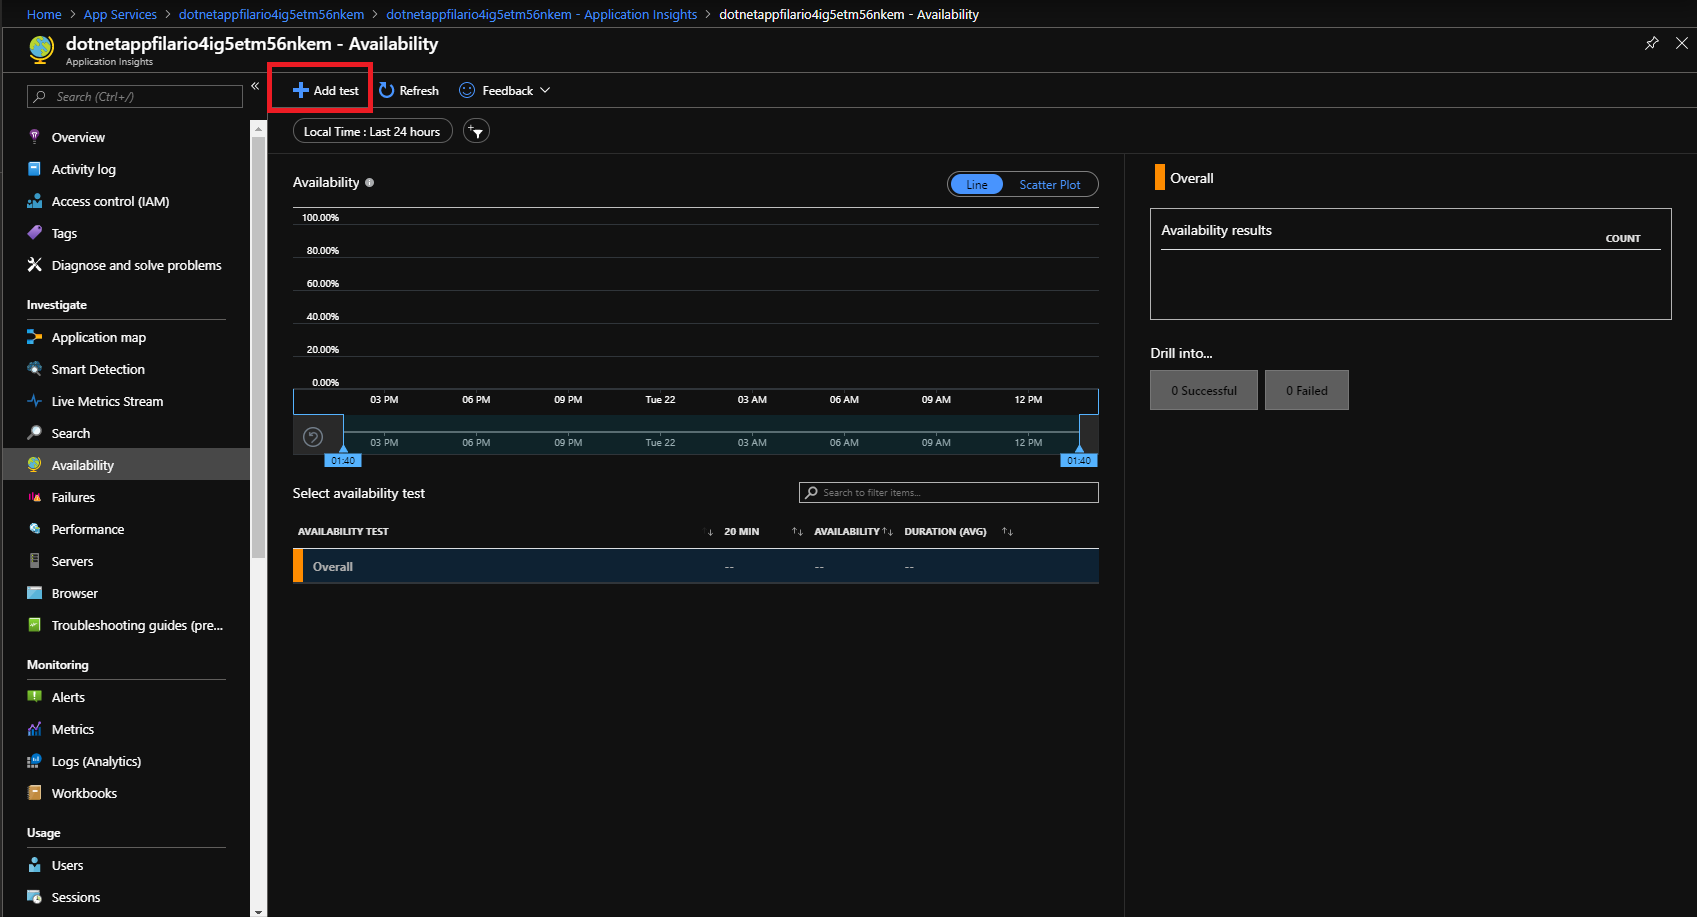 Home > App Services > dotnetappfilario4ig5etm56nkem > dotnetappfilario4ig5etm56nkem - Application Insights > dotnetappfilario4ig5etm56nkem - Availability
dotnetappfilario4ig5etm56nkem - Availability
Application Insights
Search (Ctrl+/)
«
Overview
Activity log
Access control (IAM)
Tags
Diagnose and solve problems
Investigate
Application map
Smart Detection
Live Metrics Stream
Search
Availability
Failures
Performance
Servers
Browser
Troubleshooting guides (pre...
Monitoring
Alerts
Metrics
Logs (Analytics)
Workbooks
Usage
Users
Sessions
Add test Refresh Feedback
Local Time : Last 24 hours
Availability
Line Scatter Plot
100.00%
80.00%
60.00%
40.00%
20.00%
0.00%
03 PM 06 PM 09 PM Tue 22 03 AM 06 AM 09 AM 12 PM
03 PM 06 PM 09 PM Tue 22 03 AM 06 AM 09 AM 12 PM
01:40 01:40
Select availability test
Search to filter items...
AVAILABILITY TEST 20 MIN AVAILABILITY DURATION (AVG)
Overall -- -- --
Overall
Availability results
COUNT
Drill into...
0 Successful 0 Failed